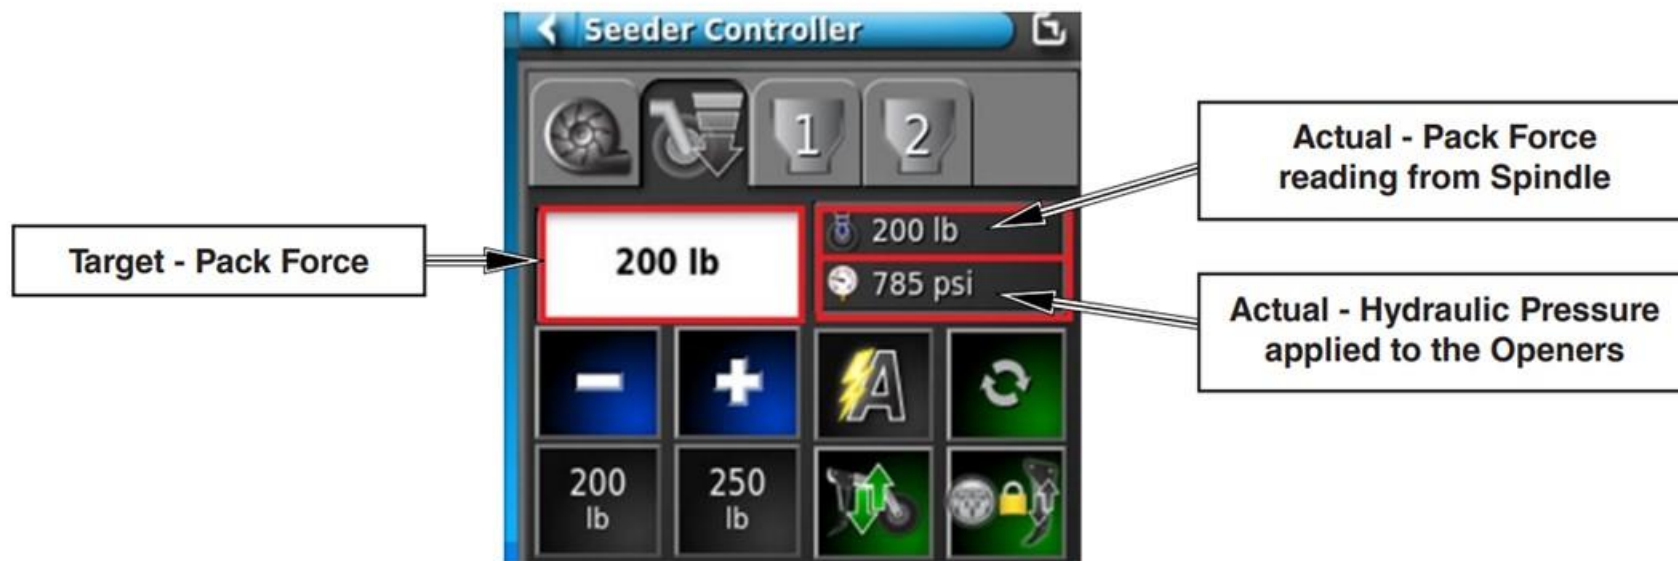 Seeder Controller
1
2
Actual - Pack Force
reading from Spindle
Target - Pack Force
200 lb
200 lb
785 psi
Actual - Hydraulic Pressure
applied to the Openers
-
+
A
200
lb
250
lb